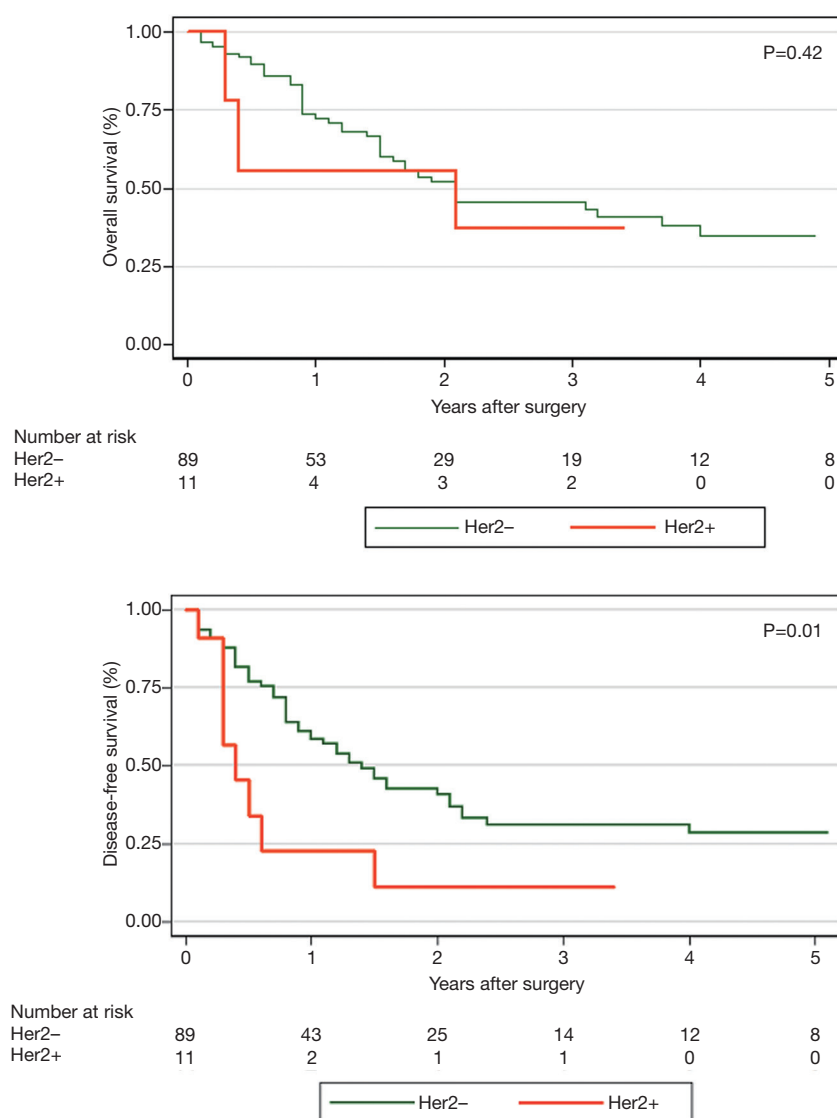 1.00
0.75
0.50
0.25
0.00
Overall survival (%)
P=0.42
0 1 2 3 4 5
Years after surgery
Number at risk
Her2– 89 53 29 19 12 8
Her2+ 11 4 3 2 0 0
Her2– Her2+
1.00
0.75
0.50
0.25
0.00
Disease-free survival (%)
P=0.01
0 1 2 3 4 5
Years after surgery
Number at risk
Her2– 89 43 25 14 12 8
Her2+ 11 2 1 1 0 0
Her2– Her2+